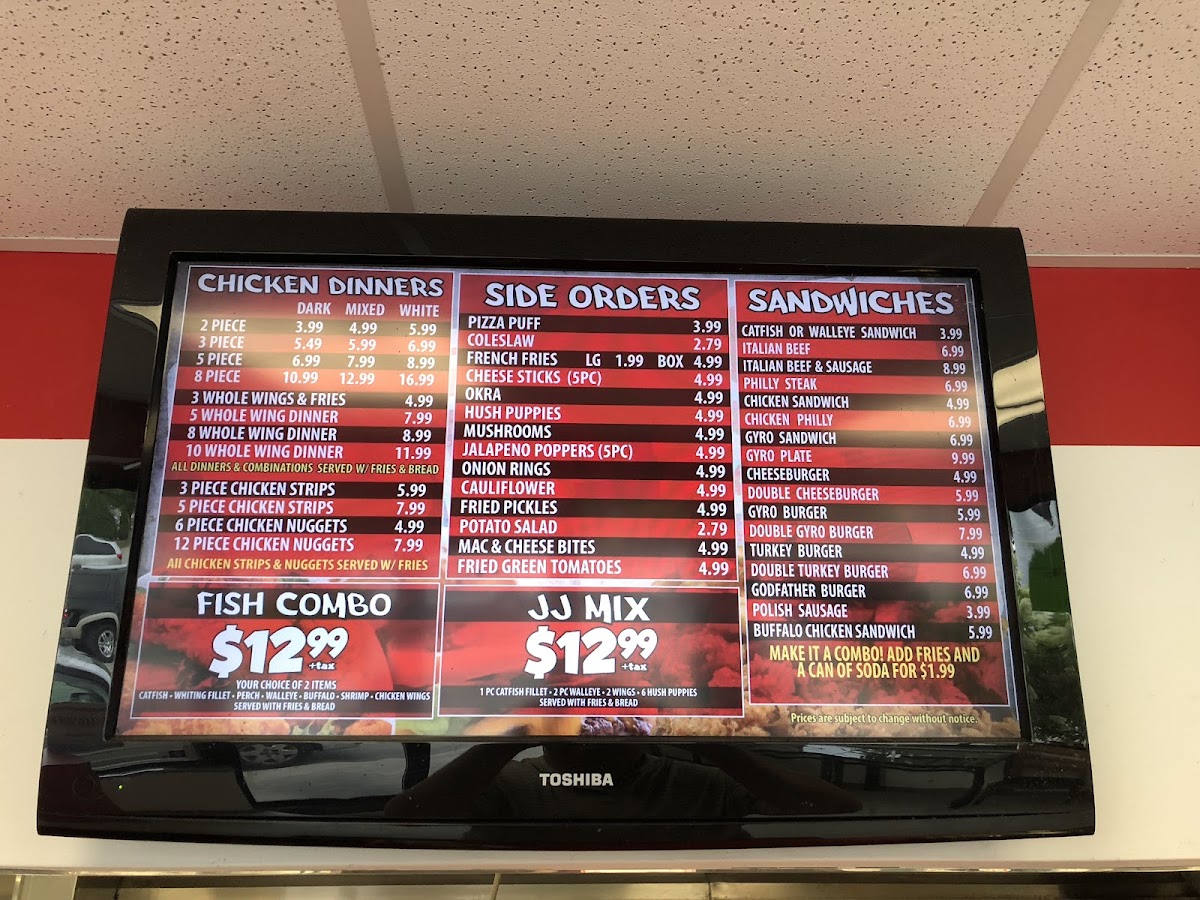 CHICKEN DINNERS
DARK MIXED WHITE
2 PIECE 3.99 4.99 5.99
3 PIECE 5.49 5.99 6.99
5 PIECE 6.99 7.99 8.99
8 PIECE 10.99 12.99 16.99
3 WHOLE WINGS & FRIES 4.99
5 WHOLE WING DINNER 7.99
8 WHOLE WING DINNER 8.99
10 WHOLE WING DINNER 11.99
ALL DINNERS & COMBINATIONS SERVED W/ FRIES & BREAD
3 PIECE CHICKEN STRIPS 5.99
5 PIECE CHICKEN STRIPS 7.99
6 PIECE CHICKEN NUGGETS 4.99
12 PIECE CHICKEN NUGGETS 7.99
All CHICKEN STRIPS & NUGGETS SERVED W/ FRIES
FISH COMBO
$12.99
+tax
YOUR CHOICE OF 2 ITEMS
CATFISH • WHITING FILLET • PERCH • WALLEYE • BUFFALO • SHRIMP • CHICKEN WINGS
SERVED WITH FRIES & BREAD
SIDE ORDERS
PIZZA PUFF 3.99
COLESLAW 2.79
FRENCH FRIES LG 1.99 BOX 4.99
CHEESE STICKS (5PC) 4.99
OKRA 4.99
HUSH PUPPIES 4.99
MUSHROOMS 4.99
JALAPENO POPPERS (5PC) 4.99
ONION RINGS 4.99
CAULIFLOWER 4.99
FRIED PICKLES 4.99
POTATO SALAD 2.79
MAC & CHEESE BITES 4.99
FRIED GREEN TOMATOES 4.99
JJ MIX
$12.99
+tax
1 PC CATFISH FILLET • 2 PC WALLEYE • 2 WINGS • 6 HUSH PUPPIES
SERVED WITH FRIES & BREAD
SANDWICHES
CATFISH OR WALLEYE SANDWICH 3.99
ITALIAN BEEF 6.99
ITALIAN BEEF & SAUSAGE 8.99
PHILLY STEAK 6.99
CHICKEN SANDWICH 4.99
CHICKEN PHILLY 6.99
GYRO SANDWICH 6.99
GYRO PLATE 9.99
CHEESEBURGER 4.99
DOUBLE CHEESEBURGER 5.99
GYRO BURGER 5.99
DOUBLE GYRO BURGER 7.99
TURKEY BURGER 4.99
DOUBLE TURKEY BURGER 6.99
GODFATHER BURGER 6.99
POLISH SAUSAGE 3.99
BUFFALO CHICKEN SANDWICH 5.99
MAKE IT A COMBO! ADD FRIES AND
A CAN OF SODA FOR $1.99
Prices are subject to change without notice.
TOSHIBA